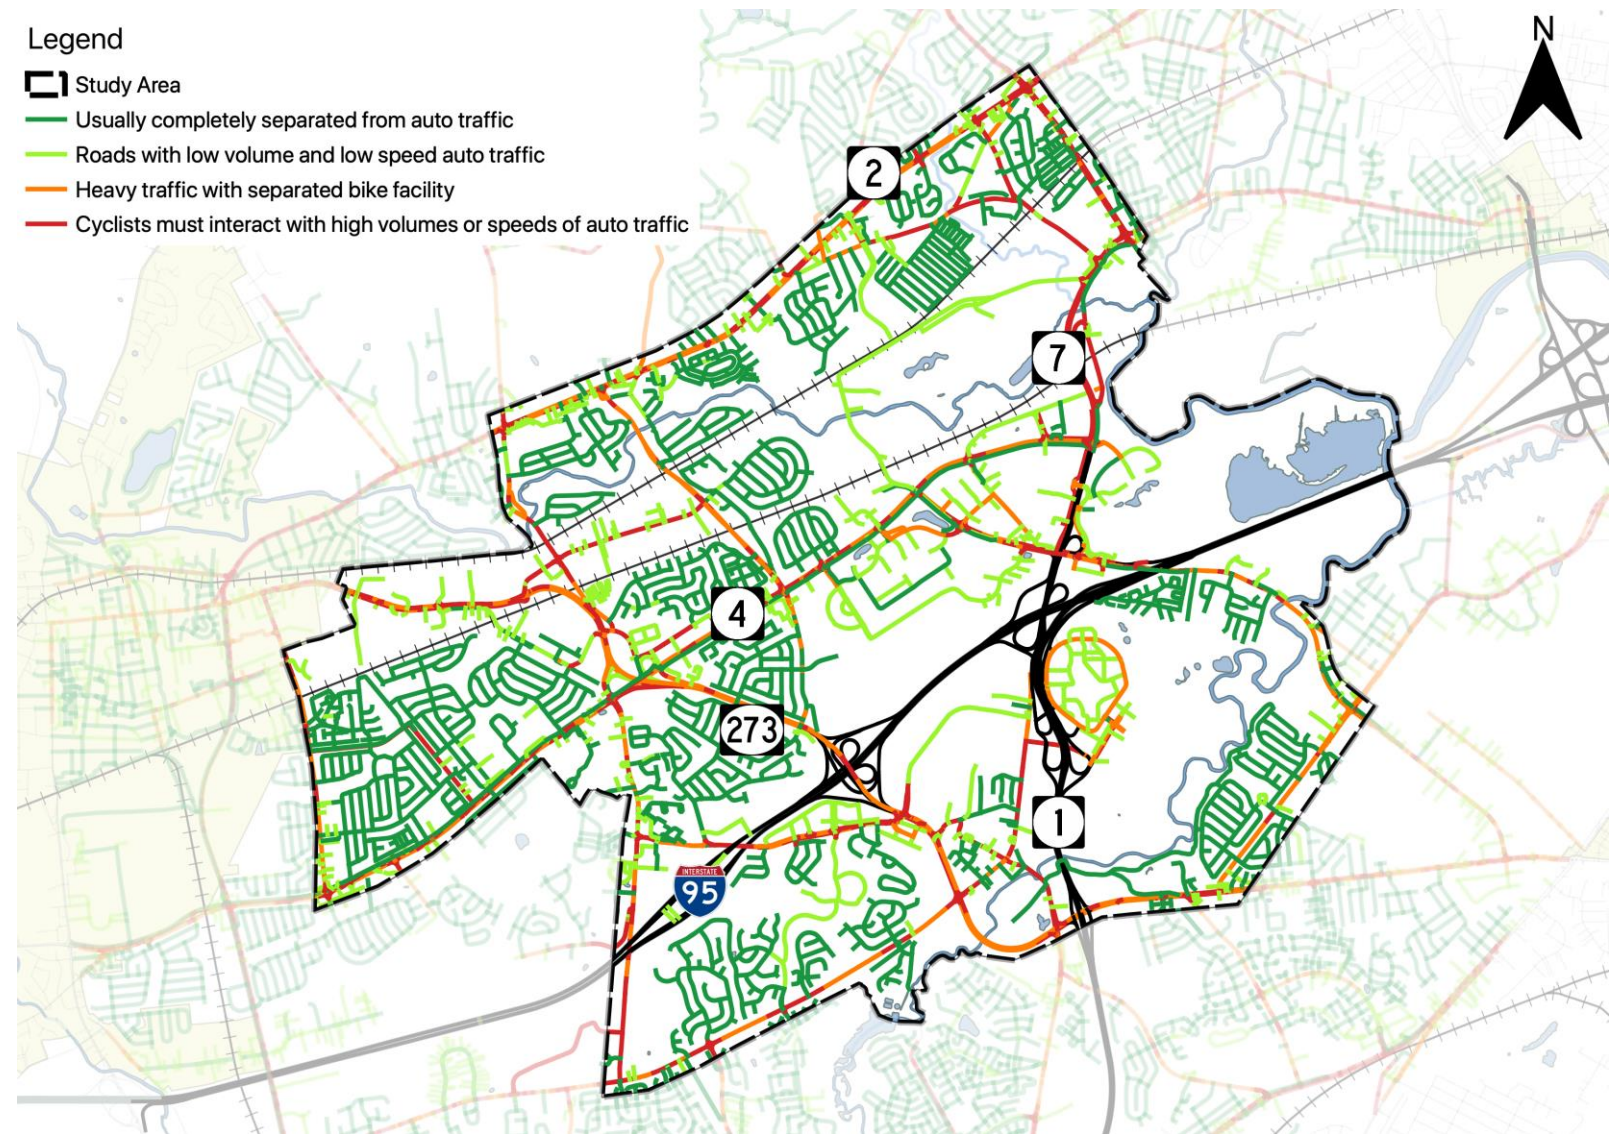 Legend
Study Area
Usually completely separated from auto traffic
Roads with low volume and low speed auto traffic
Heavy traffic with separated bike facility
Cyclists must interact with high volumes or speeds of auto traffic
N
2
7
4
273
1
INTERSTATE
95